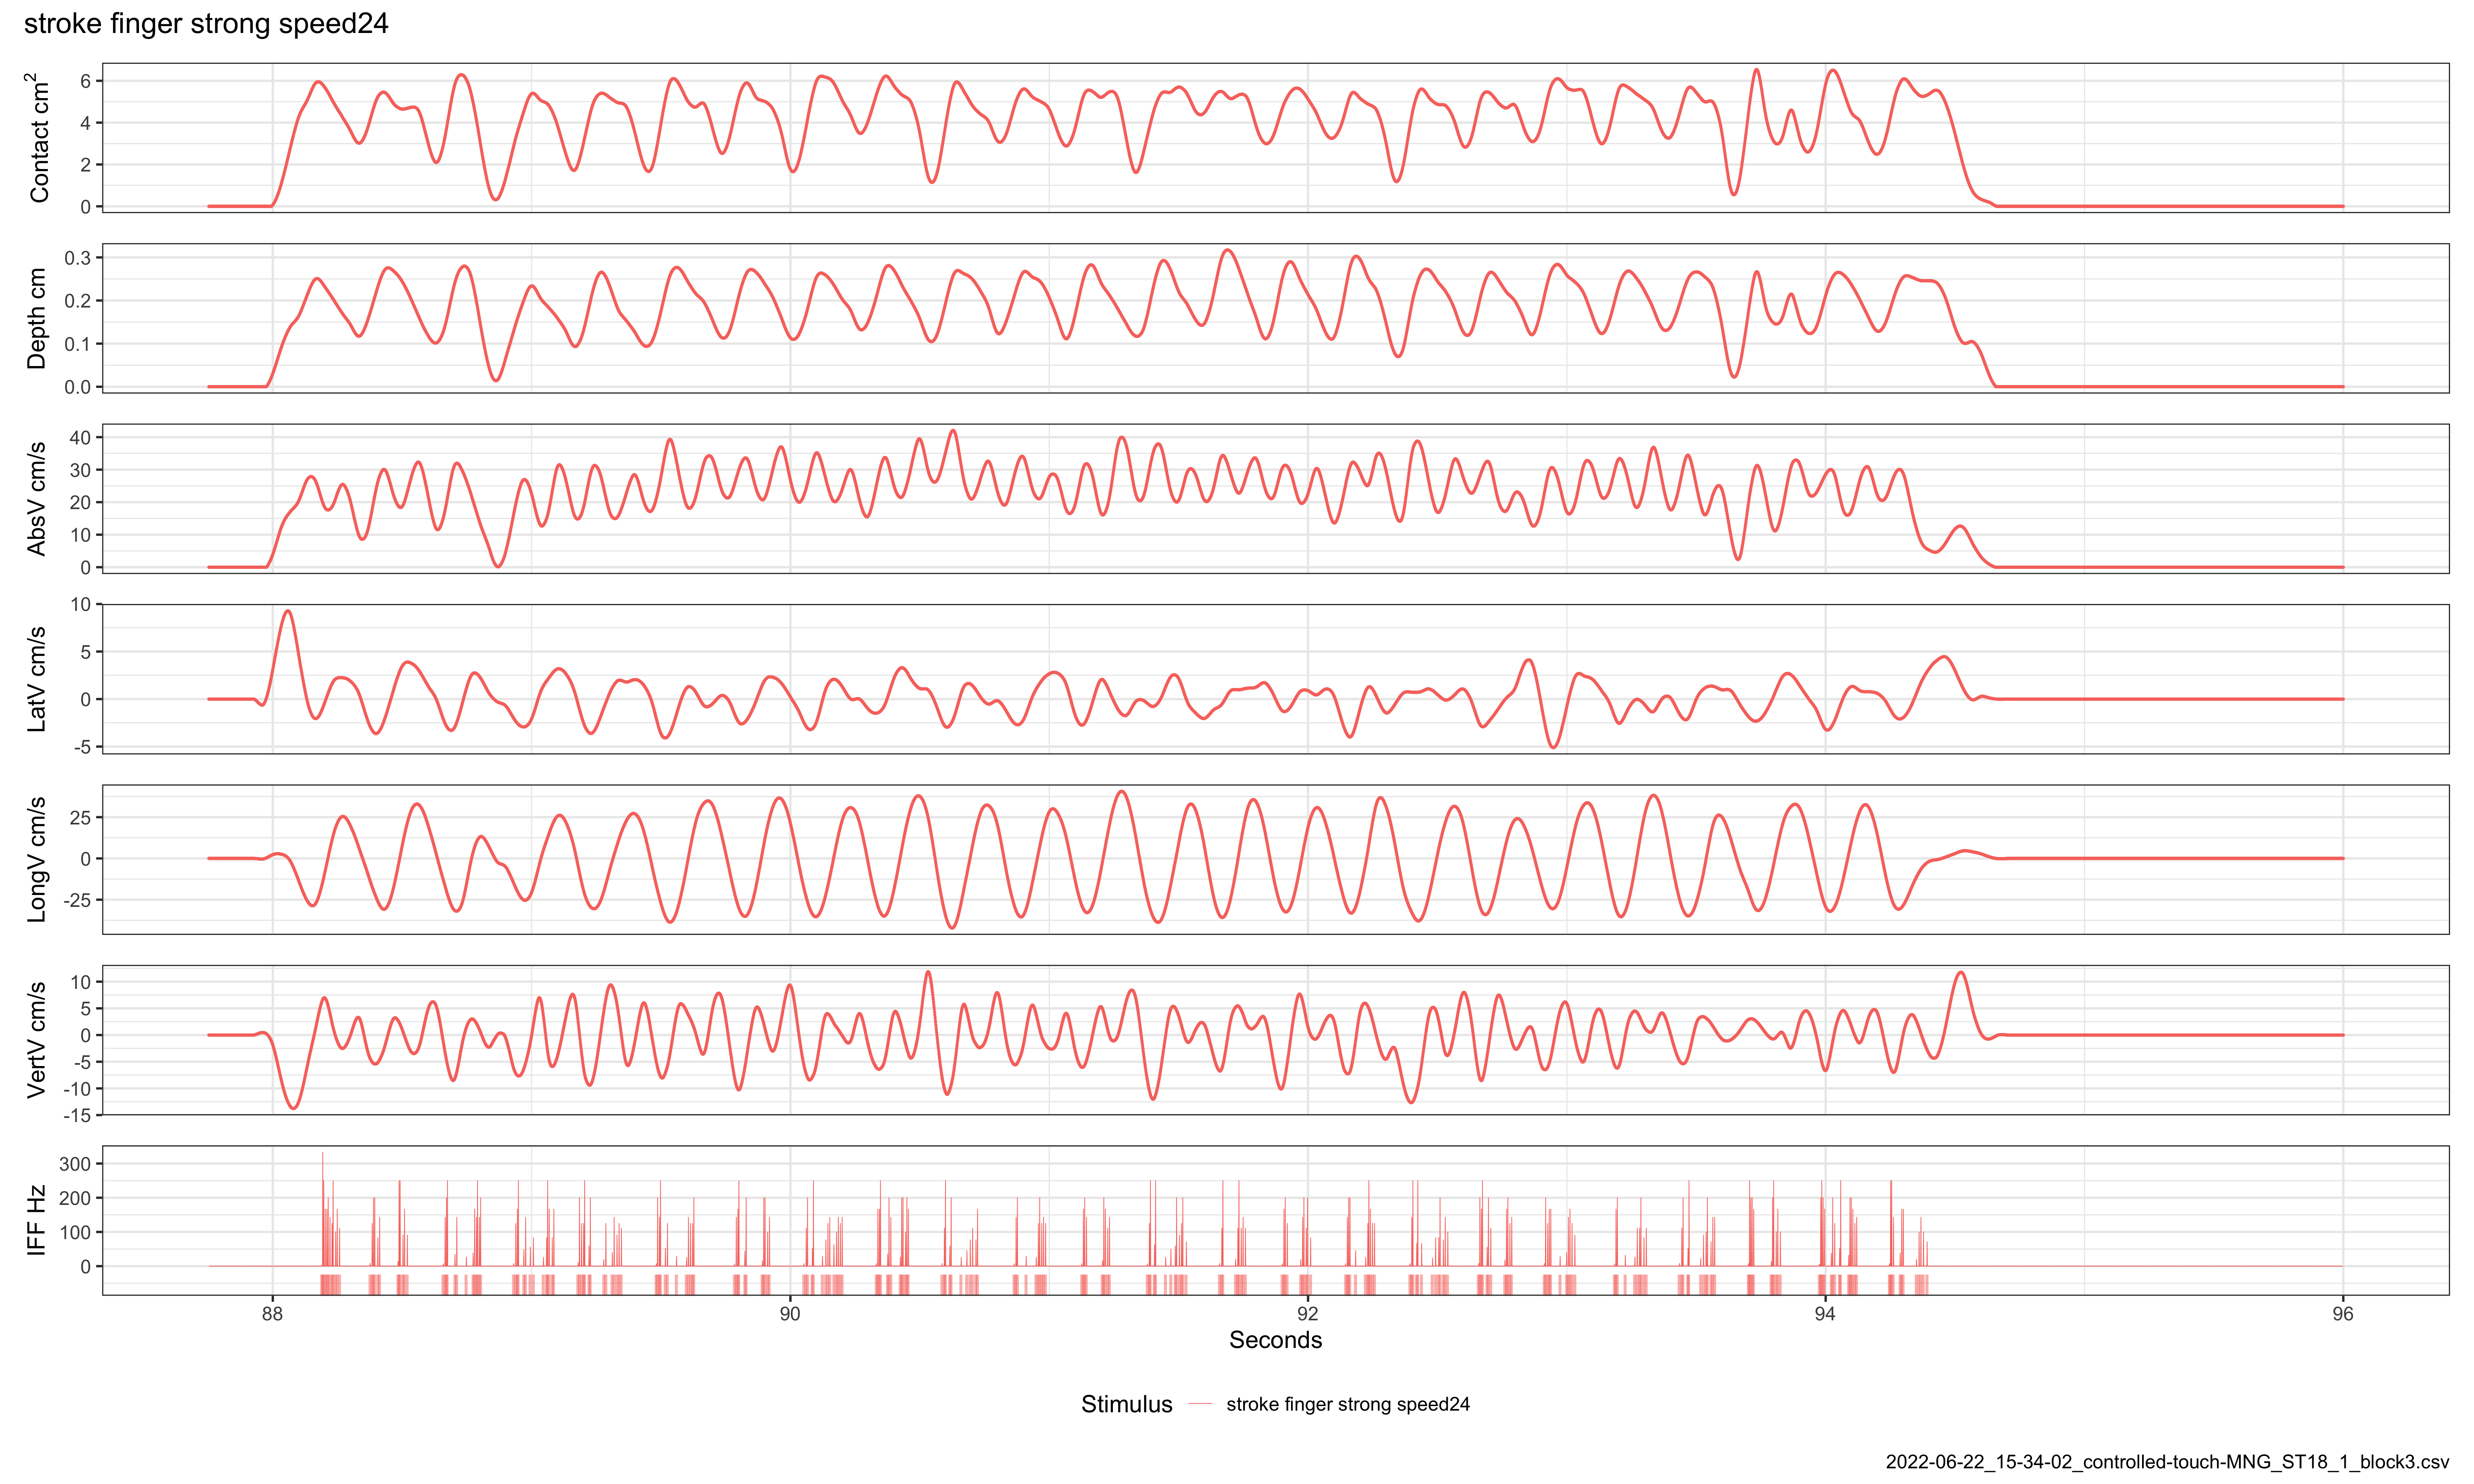 stroke finger strong speed24
Contact cm²
6
4
2
0
Depth cm
0.3
0.2
0.1
0.0
AbsV cm/s
40
30
20
10
0
LatV cm/s
10
5
0
-5
LongV cm/s
25
0
-25
VertV cm/s
10
5
0
-5
-10
-15
IFF Hz
300
200
100
0
88 90 92 94 96
Seconds
Stimulus stroke finger strong speed24
2022-06-22_15-34-02_controlled-touch-MNG_ST18_1_block3.csv